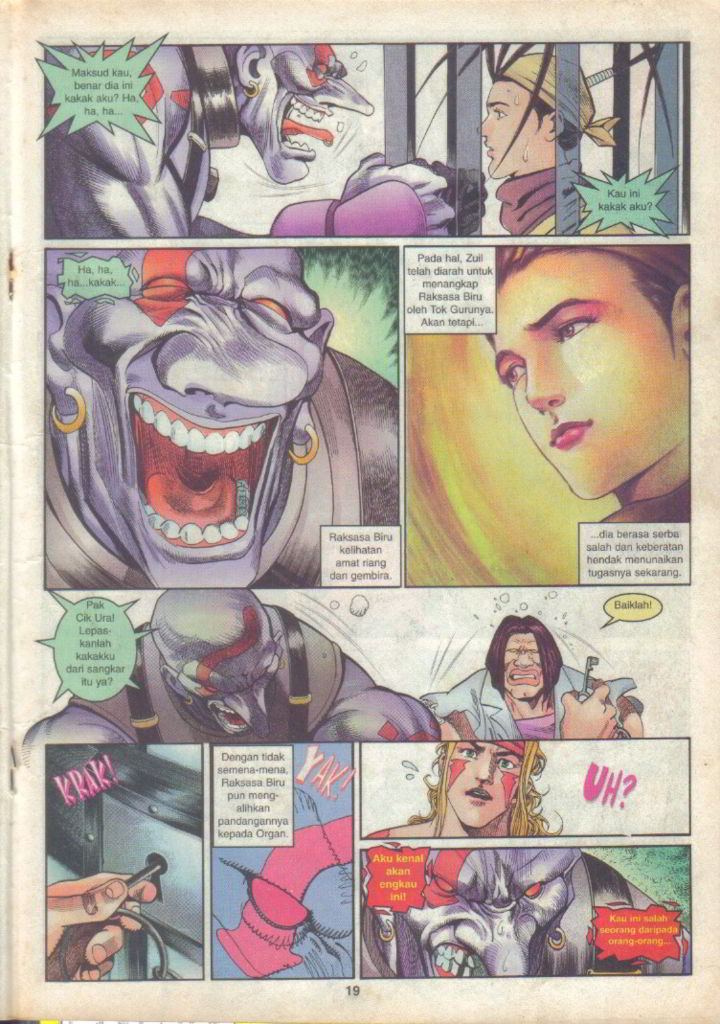 Maksud kau,
benar dia ini
kakak aku? Ha,
ha, ha...
Kau ini
kakak aku?
Ha, ha,
ha...kakak...
Raksasa Biru
kelihatan
amat riang
dan gembira.
Pada hal, Zuil
telah diarah untuk
menangkap
Raksasa Biru
oleh Tok Gurunya.
Akan tetapi...
...dia berasa serba
salah dan keberatan
hendak menunaikan
tugasnya sekarang.
Pak
Cik Ura!
Lepas-
kanlah
kakakku
dari sangkar
itu ya?
Baiklah!
KRAK!
Dengan tidak
semena-mena,
Raksasa Biru
pun meng-
alihkan
pandangannya
kepada Organ.
YAK!
UH?
Aku kenal
akan
engkau
ini!
Kau ini salah
seorang daripada
orang-orang...
19